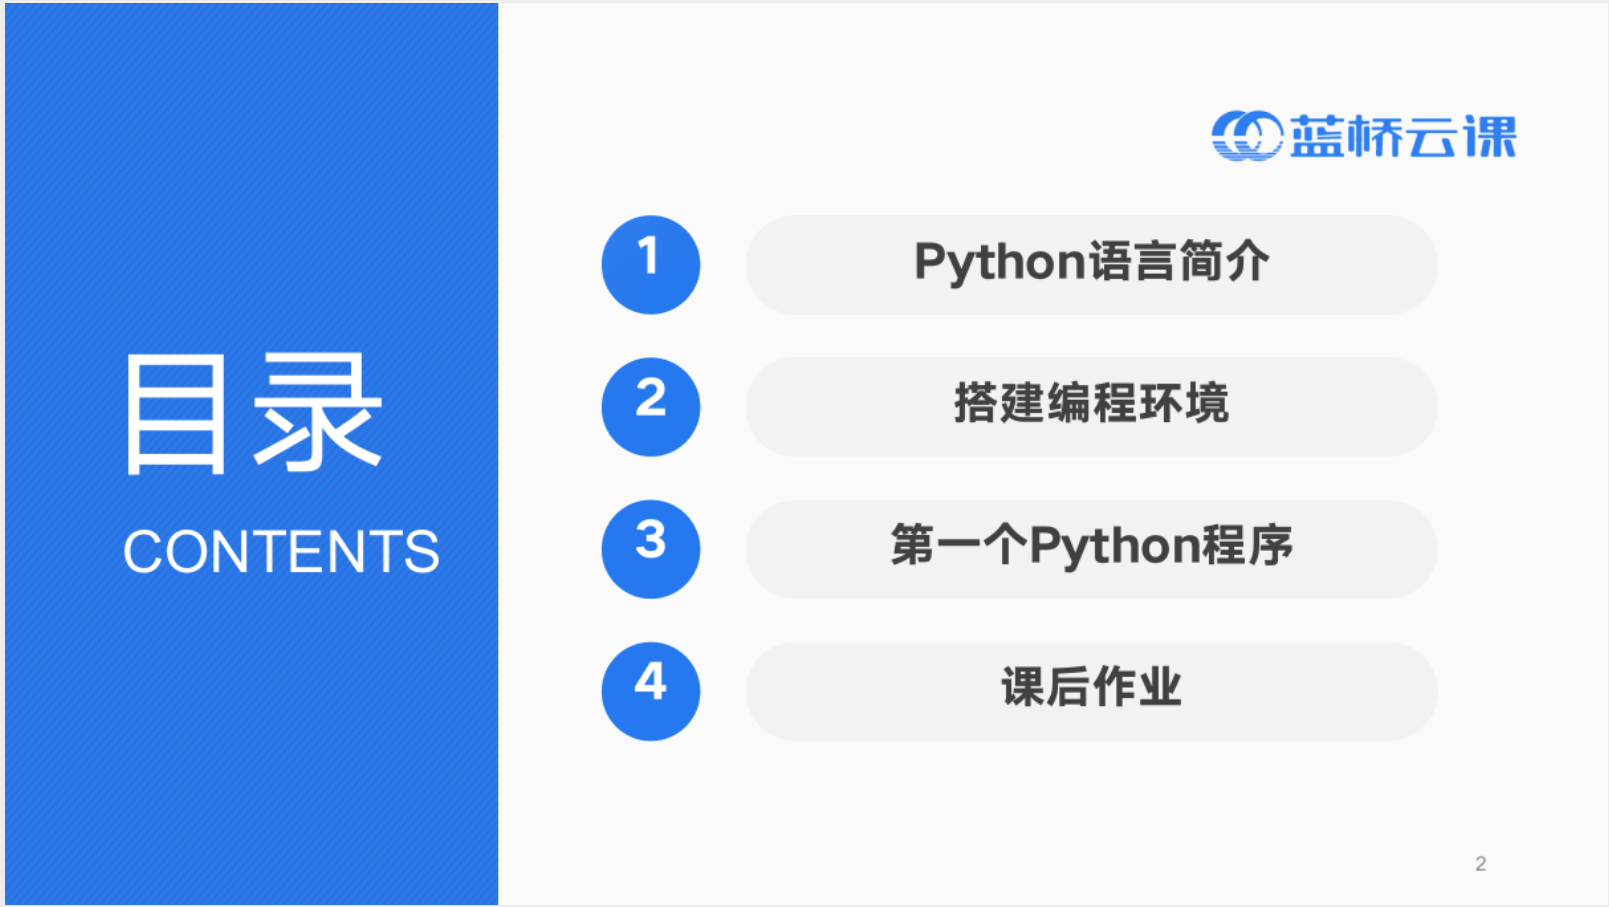 目录
CONTENTS
蓝桥云课
1 Python语言简介
2 搭建编程环境
3 第一个Python程序
4 课后作业
2